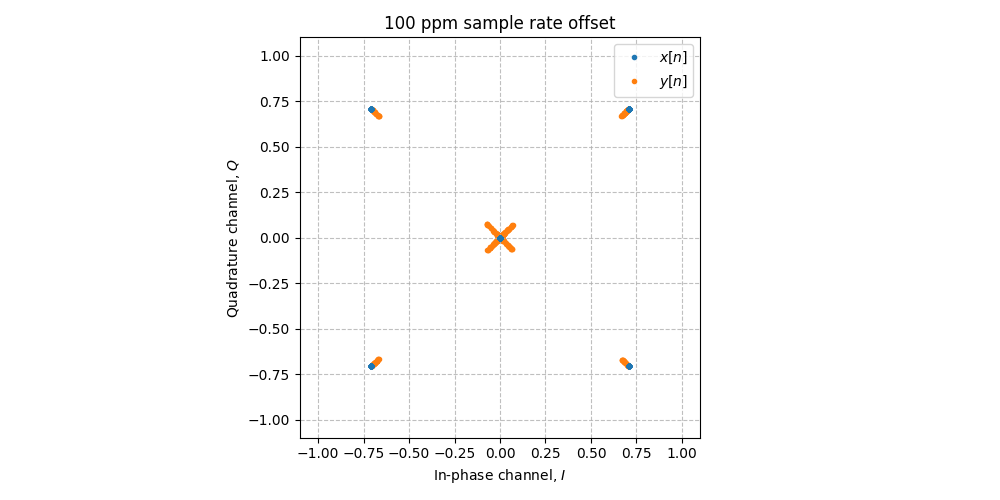 100 ppm sample rate offset
x[n]
y[n]
1.00
0.75
0.50
0.25
0.00
−0.25
−0.50
−0.75
−1.00
Quadrature channel, Q
−1.00 −0.75 −0.50 −0.25 0.00 0.25 0.50 0.75 1.00
In-phase channel, I